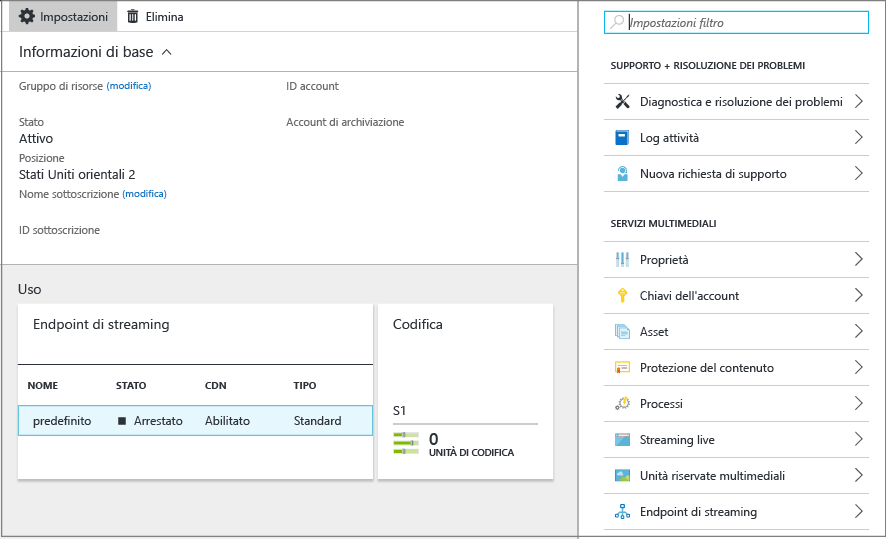 Impostazioni Elimina
Informazioni di base
Gruppo di risorse (modifica)
ID account
Stato
Attivo
Account di archiviazione
Posizione
Stati Uniti orientali 2
Nome sottoscrizione (modifica)
ID sottoscrizione
Uso
Endpoint di streaming
NOME STATO CDN TIPO
predefinito Arrestato Abilitato Standard
Codifica
S1
0
UNITÀ DI CODIFICA
Impostazioni filtro
SUPPORTO + RISOLUZIONE DEI PROBLEMI
Diagnostica e risoluzione dei problemi
Log attività
Nuova richiesta di supporto
SERVIZI MULTIMEDIALI
Proprietà
Chiavi dell'account
Asset
Protezione del contenuto
Processi
Streaming live
Unità riservate multimediali
Endpoint di streaming